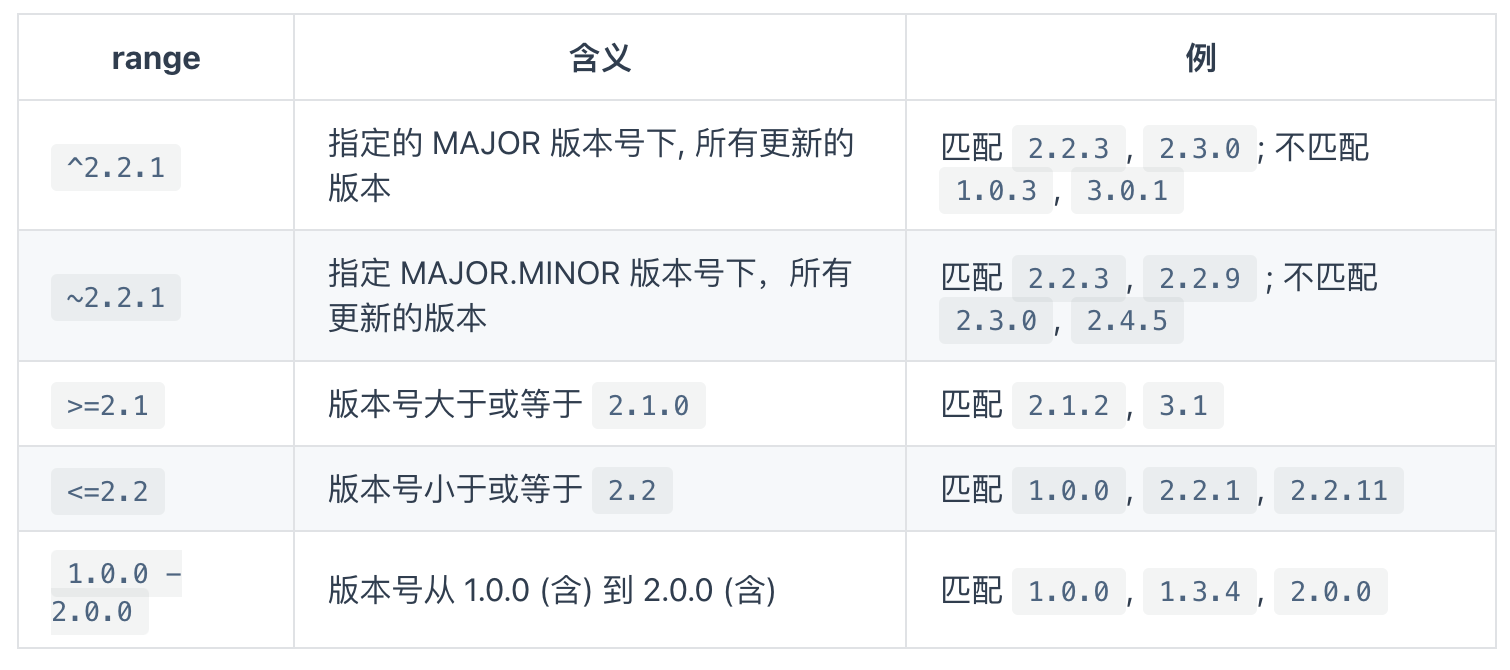 range 含义 例
^2.2.1 指定的 MAJOR 版本号下, 所有更新的
版本
匹配 2.2.3 , 2.3.0 ; 不匹配
1.0.3 , 3.0.1
~2.2.1 指定 MAJOR.MINOR 版本号下，所有
更新的版本
匹配 2.2.3 , 2.2.9 ; 不匹配
2.3.0 , 2.4.5
>=2.1 版本号大于或等于 2.1.0 匹配 2.1.2 , 3.1
<=2.2 版本号小于或等于 2.2 匹配 1.0.0 , 2.2.1 , 2.2.11
1.0.0 –
2.0.0
版本号从 1.0.0 (含) 到 2.0.0 (含) 匹配 1.0.0 , 1.3.4 , 2.0.0